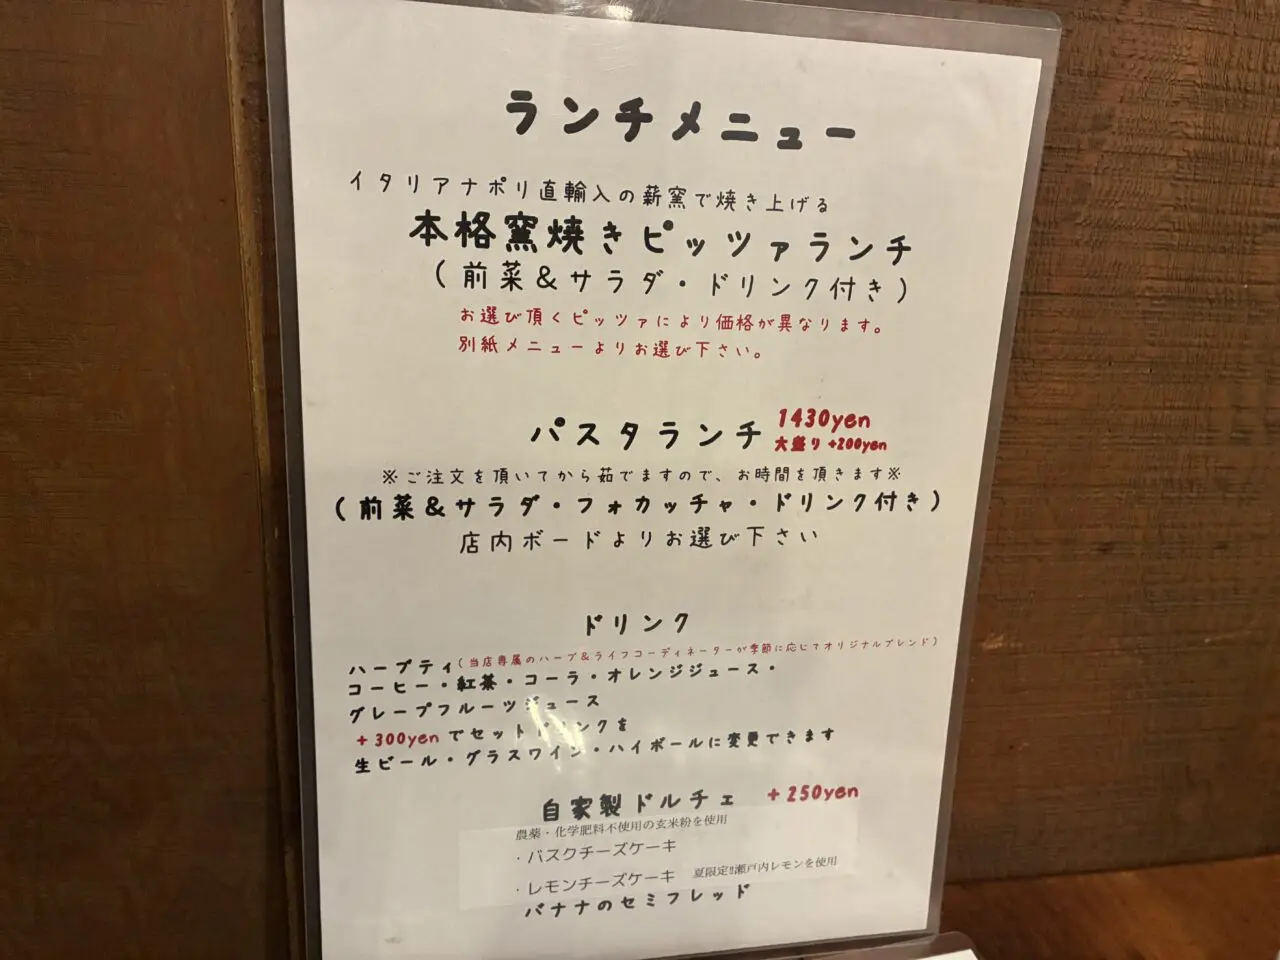 ランチメニュー
イタリアナポリ直輸入の薪窯で焼き上げる
本格窯焼きピッツァランチ
（前菜＆サラダ・ドリンク付き）
お選び頂くピッツァにより価格が異なります。
別紙メニューよりお選び下さい。
パスタランチ 1430yen
大盛り +200yen
※ご注文を頂いてから茹でますので、お時間を頂きます※
（前菜＆サラダ・フォカッチャ・ドリンク付き）
店内ボードよりお選び下さい
ドリンク
ハーブティ（当店専属のハーブ＆ライフコーディネーターが季節に応じてオリジナルブレンド）
コーヒー・紅茶・コーラ・オレンジジュース・
グレープフルーツジュース
+300yenでセットドリンクを
生ビール・グラスワイン・ハイボールに変更できます
自家製ドルチェ +250yen
農薬・化学肥料不使用の玄米粉を使用
・バスクチーズケーキ
・レモンチーズケーキ 夏限定‼瀬戸内レモンを使用
バナナのセミフレッド